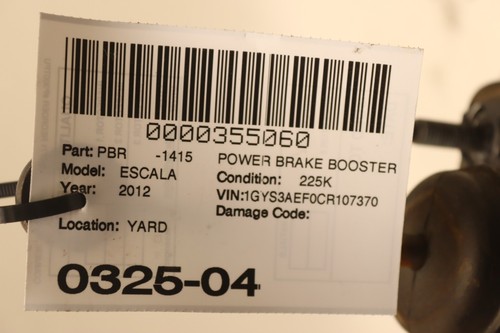 0000355060
Part: PBR -1415 POWER BRAKE BOOSTER
Model: ESCALA Condition: 225K
Year: 2012 VIN:1GYS3AEF0CR107370
Damage Code:
Location: YARD
0325-04